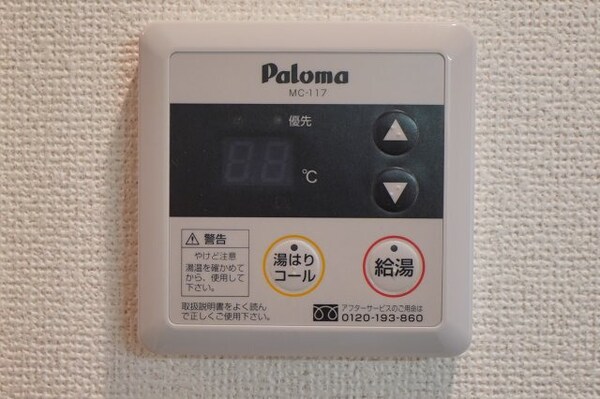 Paloma
MC-117
優先
℃
警告
やけど注意
湯温を確かめて
から、使用して
下さい。
湯はり
コール
給湯
取扱説明書をよく読ん
で正しくご使用下さい。
アフターサービスのご用命は
0120-193-860